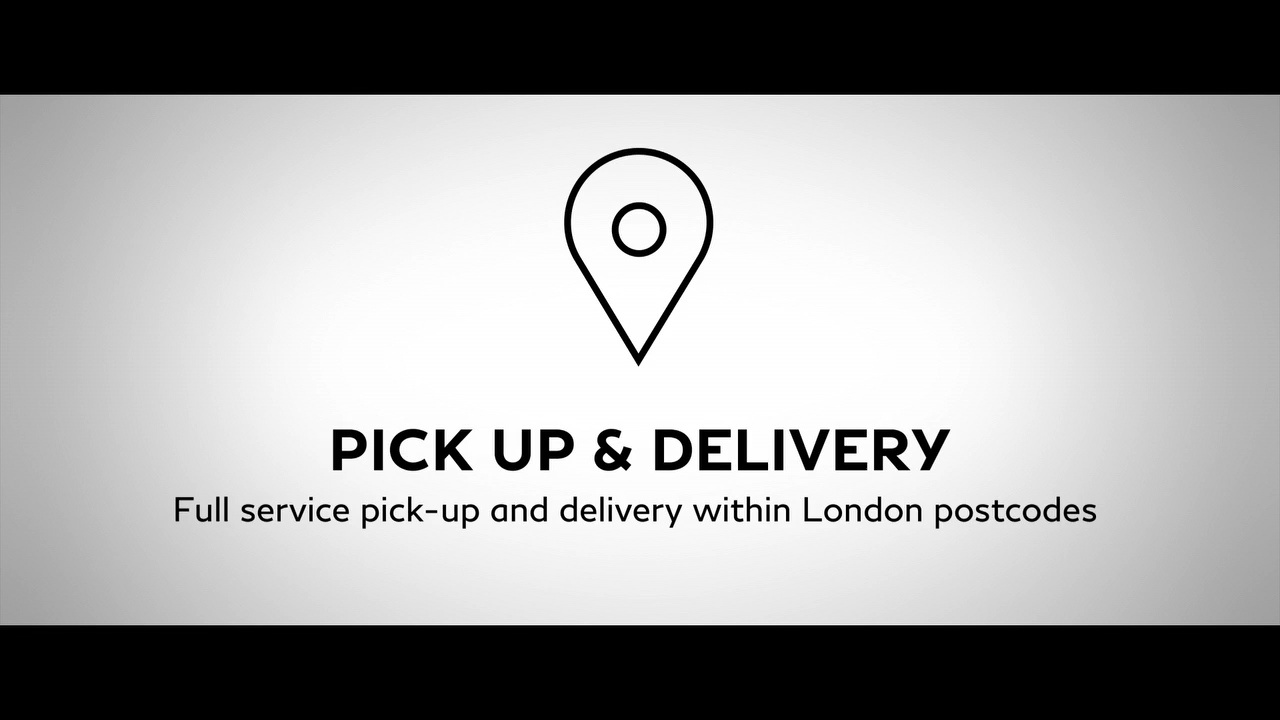 PICK UP & DELIVERY
Full service pick-up and delivery within London postcodes